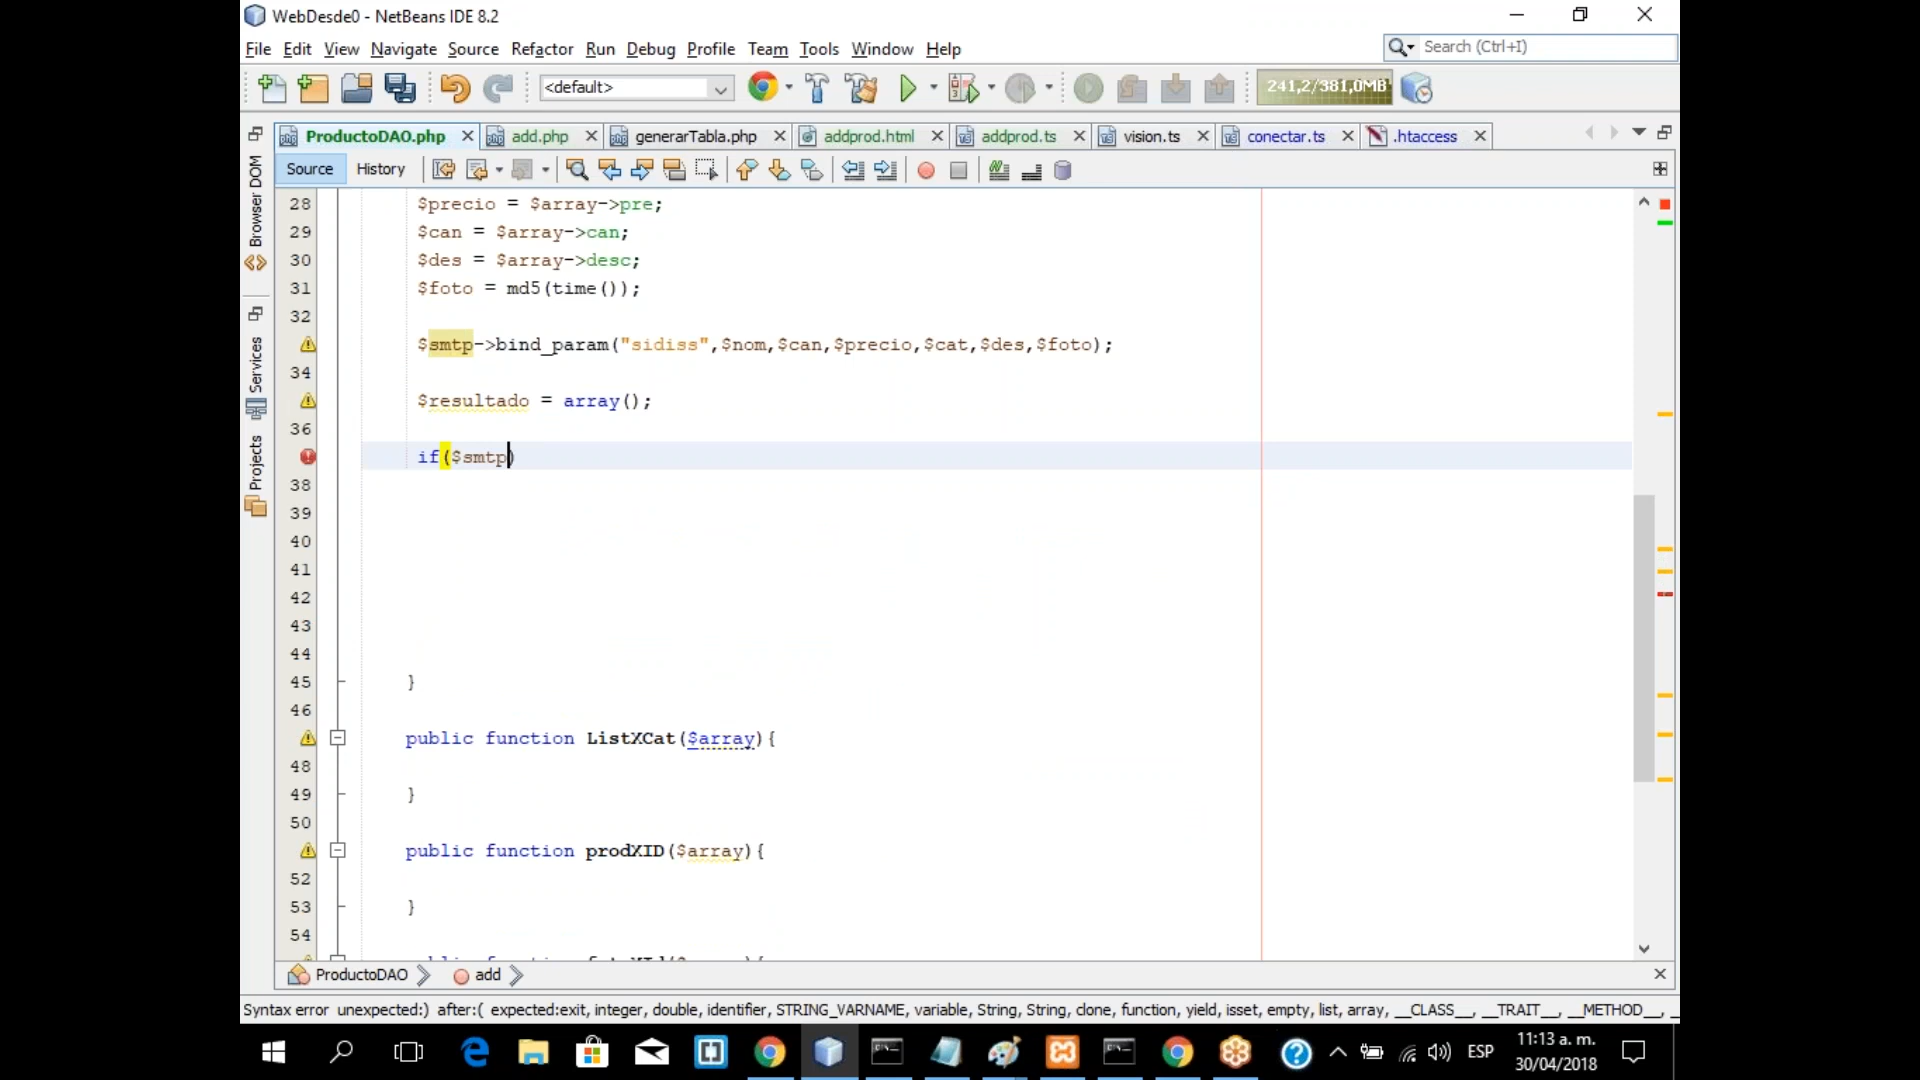 WebDesde0 - NetBeans IDE 8.2
File Edit View Navigate Source Refactor Run Debug Profile Team Tools Window Help
Search (Ctrl+I)
<default>
241,2/381,0MB
ProductoDAO.php add.php generarTabla.php addprod.html addprod.ts vision.ts conectar.ts .htaccess
Source History
Browser DOM
Services
Projects
28 $precio = $array->pre;
29 $can = $array->can;
30 $des = $array->desc;
31 $foto = md5(time());
32
$smtp->bind_param("sidiss",$nom,$can,$precio,$cat,$des,$foto);
34
$resultado = array();
36
if($smtp)
38
39
40
41
42
43
44
45 }
46
public function ListXCat($array){
48
49 }
50
public function prodXID($array){
52
53 }
54
ProductoDAO add
Syntax error unexpected:) after:( expected:exit, integer, double, identifier, STRING_VARNAME, variable, String, String, clone, function, yield, isset, empty, list, array, __CLASS__, __TRAIT__, __METHOD__, _
ESP
11:13 a. m.
30/04/2018